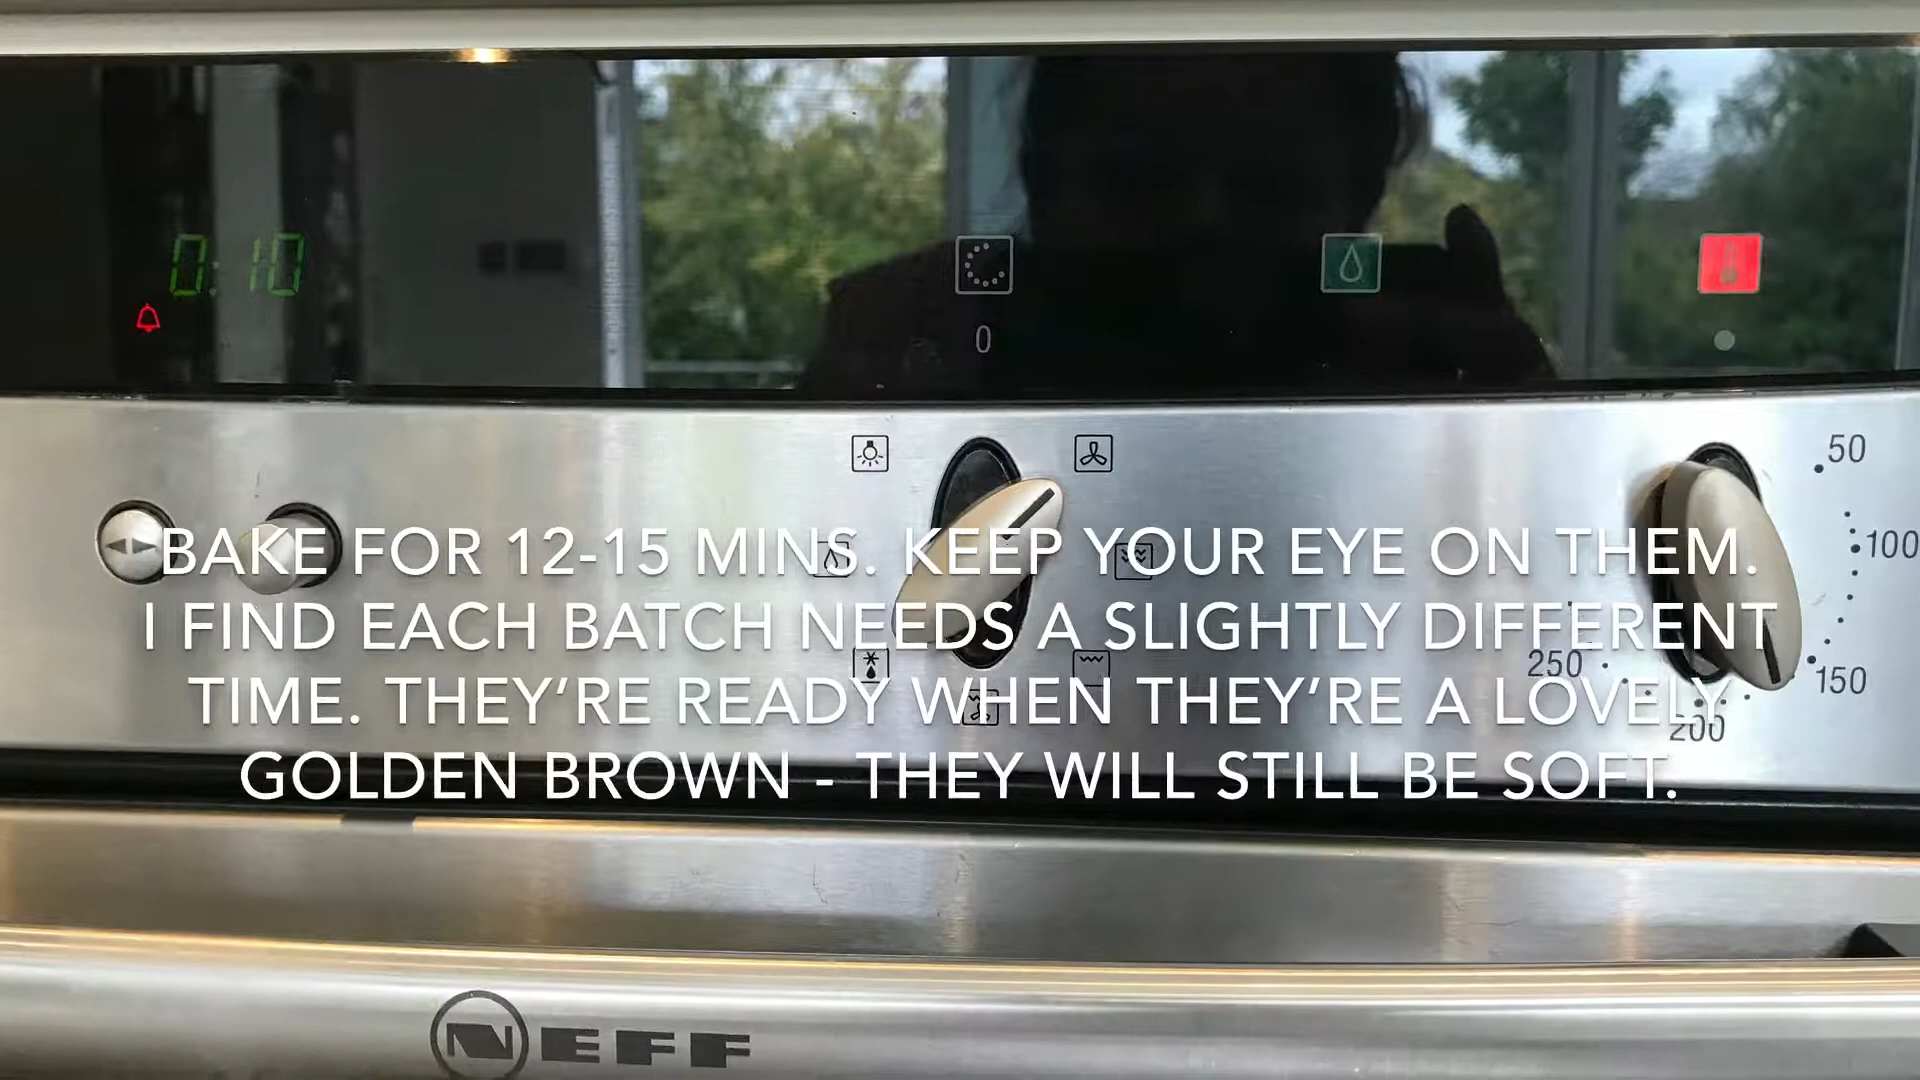 0:10
0
50
100
150
200
250
BAKE FOR 12-15 MINS. KEEP YOUR EYE ON THEM.
I FIND EACH BATCH NEEDS A SLIGHTLY DIFFERENT
TIME. THEY'RE READY WHEN THEY'RE A LOVELY
GOLDEN BROWN - THEY WILL STILL BE SOFT.
NEFF